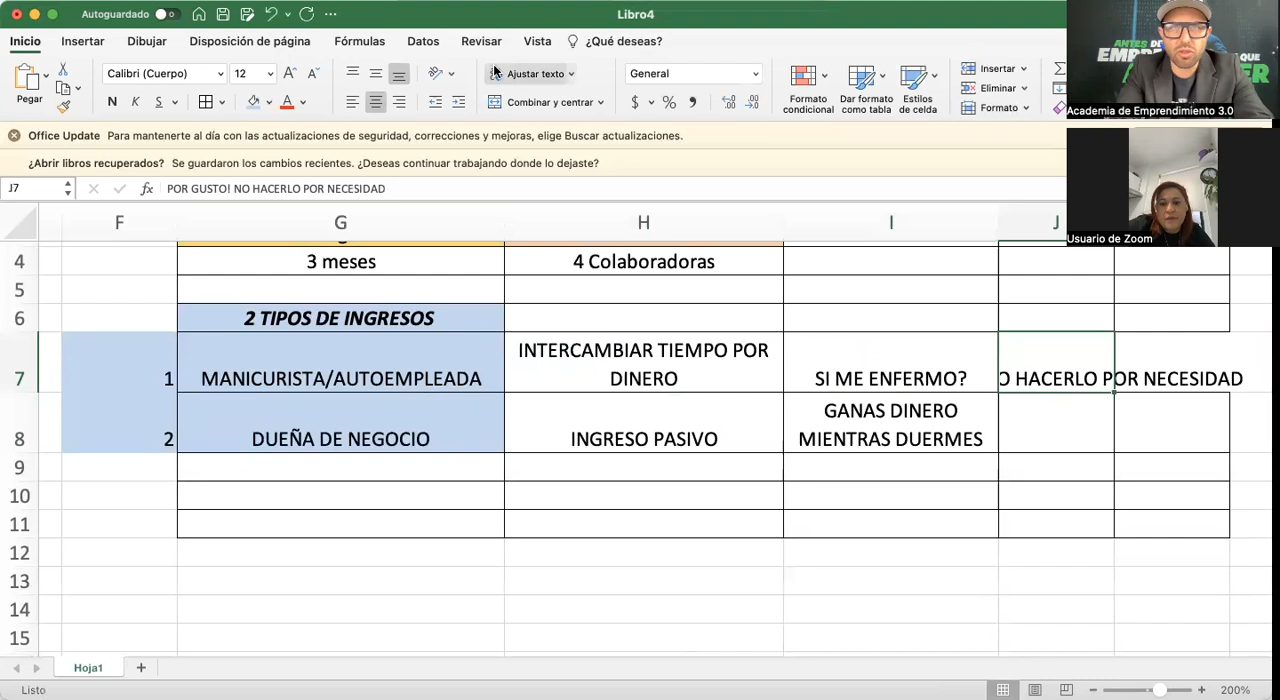 Autoguardado
Libro4
Inicio Insertar Dibujar Disposición de página Fórmulas Datos Revisar Vista ¿Qué deseas?
Pegar
Calibri (Cuerpo) 12
N K S
Ajustar texto
Combinar y centrar
General
$ %
Formato condicional
Dar formato como tabla
Estilos de celda
Insertar
Eliminar
Formato
Office Update Para mantenerte al día con las actualizaciones de seguridad, correcciones y mejoras, elige Buscar actualizaciones.
¿Abrir libros recuperados? Se guardaron los cambios recientes. ¿Deseas continuar trabajando donde lo dejaste?
J7 fx POR GUSTO! NO HACERLO POR NECESIDAD
ANTES DE
QUE
Academia de Emprendimiento 3.0
Usuario de Zoom
F G H I J
4 3 meses 4 Colaboradoras
5
6 2 TIPOS DE INGRESOS
INTERCAMBIAR TIEMPO POR
7 1 MANICURISTA/AUTOEMPLEADA DINERO SI ME ENFERMO? O HACERLO POR NECESIDAD
GANAS DINERO
8 2 DUEÑA DE NEGOCIO INGRESO PASIVO MIENTRAS DUERMES
9
10
11
12
13
14
15
Hoja1 +
Listo
200%